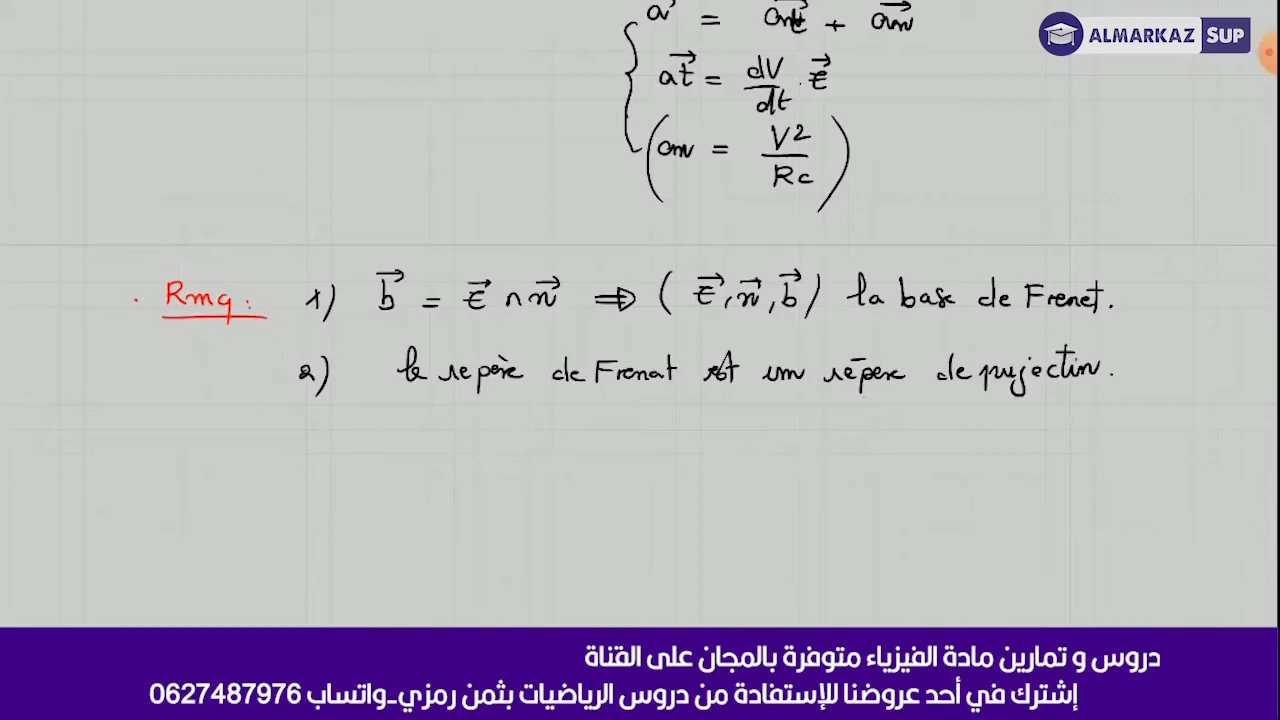 ALMARKAZ SUP
a⃗ = a⃗t + a⃗n
a⃗t = dV/dt . τ⃗
(an = V²/Rc)
Rmq : 1) b⃗ = τ⃗ ∧ n⃗ ⇒ (τ⃗, n⃗, b⃗) la base de Frenet.
2) le repère de Frenat est un repère de projection.
دروس و تمارين مادة الفيزياء متوفرة بالمجان على القناة
إشترك في أحد عروضنا للإستفادة من دروس الرياضيات بثمن رمزي-واتساب 0627487976